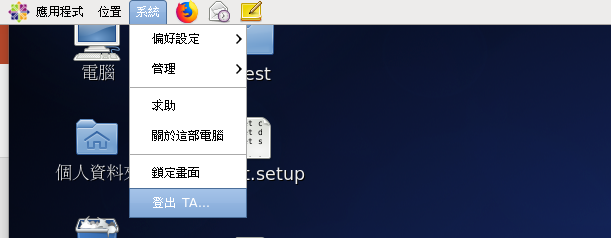 應用程式 位置 系統
偏好設定
管理
求助
關於這部電腦
鎖定畫面
登出 TA...
電腦
est
個人資料夾
t.setup